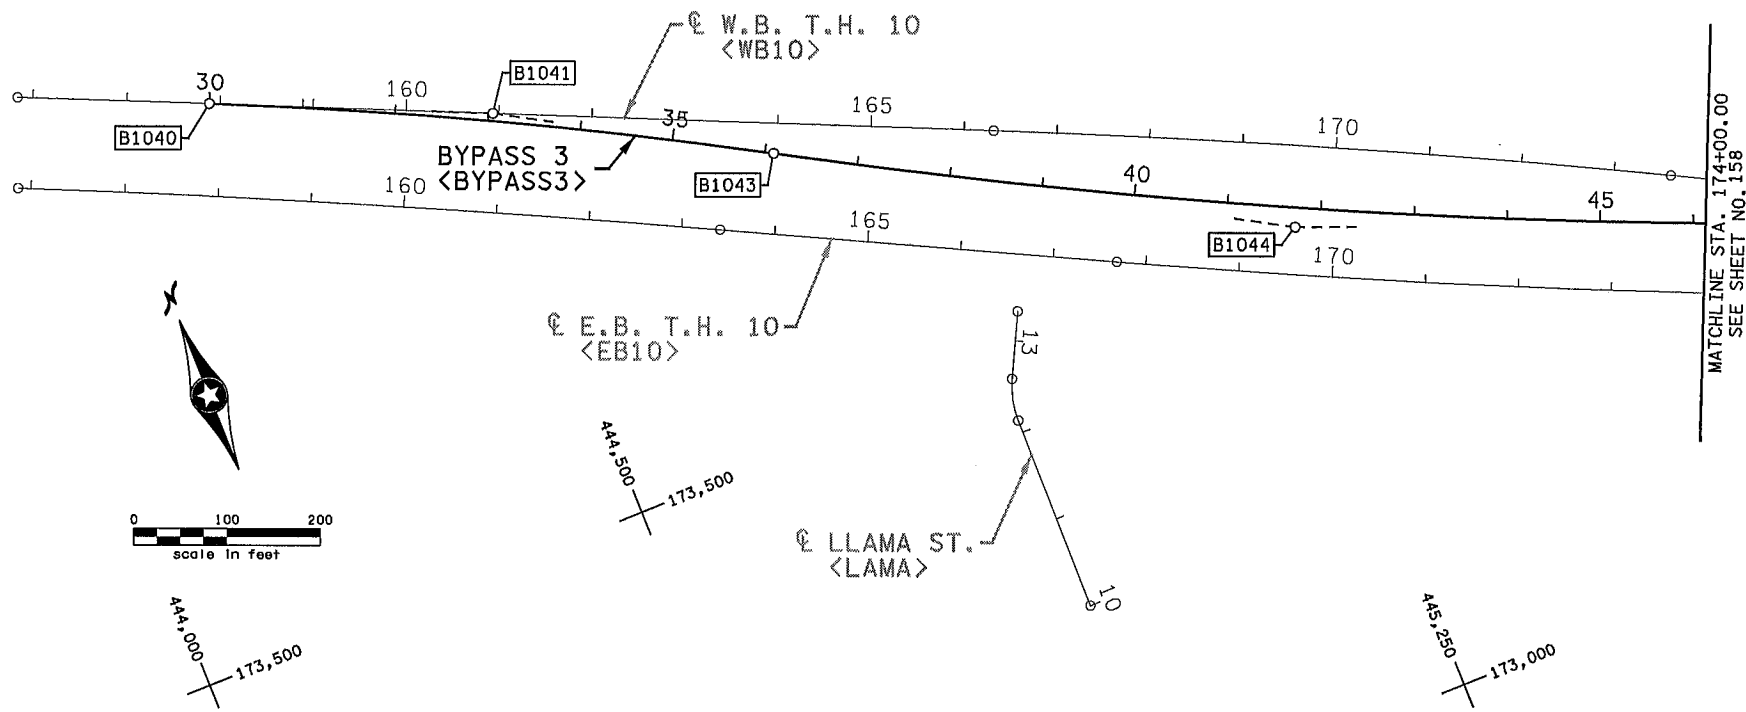 ℄ W.B. T.H. 10
<WB10>
B1041
30
160
165
35
170
B1040
BYPASS 3
<BYPASS3>
B1043
160
40
45
165
B1044
170
MATCHLINE STA. 174+00.00
SEE SHEET NO.158
N
℄ E.B. T.H. 10
<EB10>
13
444,500
173,500
0 100 200
scale in feet
℄ LLAMA ST.
<LAMA>
10
444,000
173,500
445,250
173,000